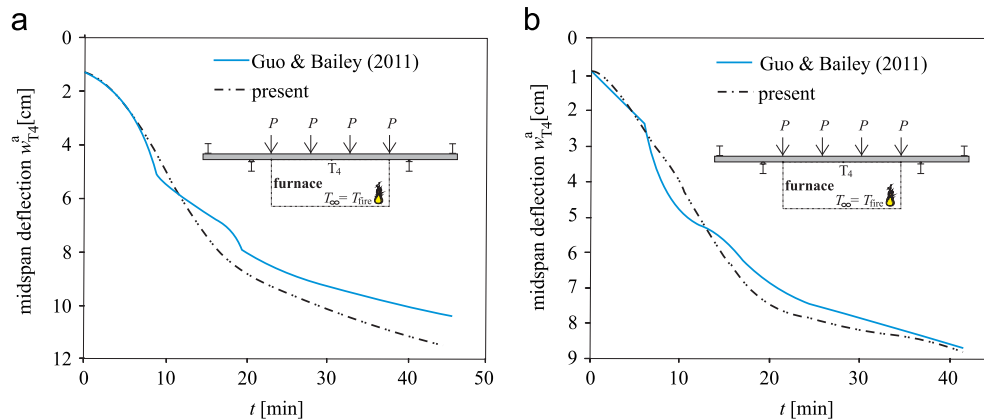 a
0
2
4
6
8
10
12
0
10
20
30
40
50
midspan deflection w^a_T4 [cm]
t [min]
Guo & Bailey (2011)
present
P P P P
T4
furnace
T∞ = Tfire
b
0
1
2
3
4
5
6
7
8
9
0
10
20
30
40
midspan deflection w^a_T4 [cm]
t [min]
Guo & Bailey (2011)
present
P P P P
T4
furnace
T∞ = Tfire